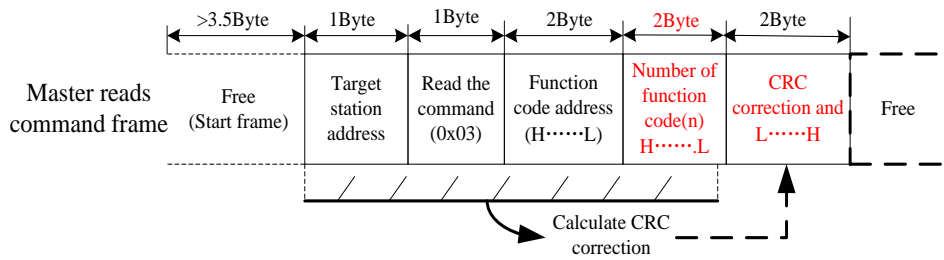 >3.5Byte 1Byte 1Byte 2Byte 2Byte 2Byte
Master reads
command frame
Free
(Start frame)
Target
station
address
Read the
command
(0x03)
Function
code address
(H⋯⋯L)
Number of
function
code(n)
H⋯⋯.L
CRC
correction and
L⋯⋯H
Free
Calculate CRC
correction